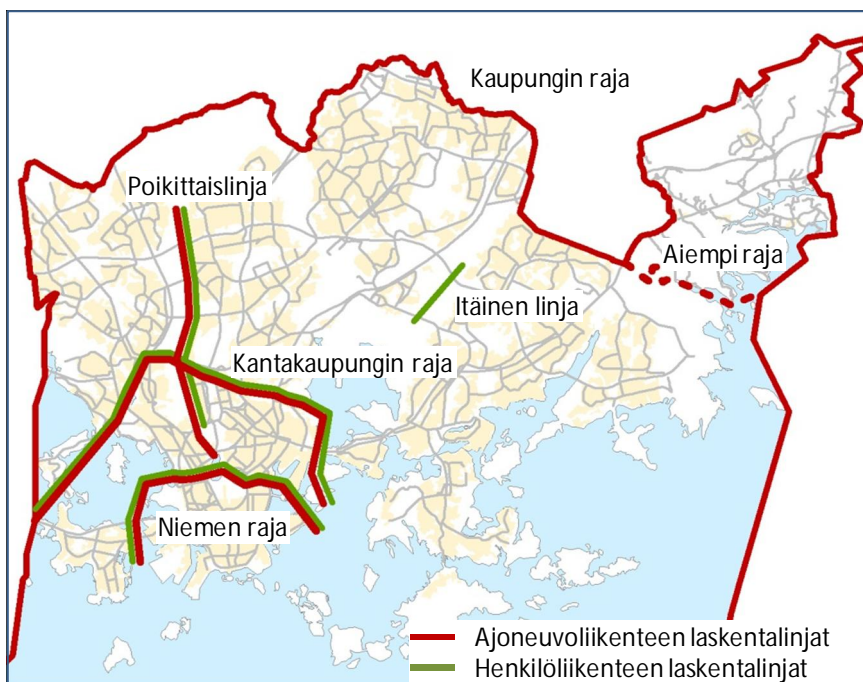 Kaupungin raja
Poikittaislinja
Aiempi raja
Itäinen linja
Kantakaupungin raja
Niemen raja
Ajoneuvoliikenteen laskentalinjat
Henkilöliikenteen laskentalinjat